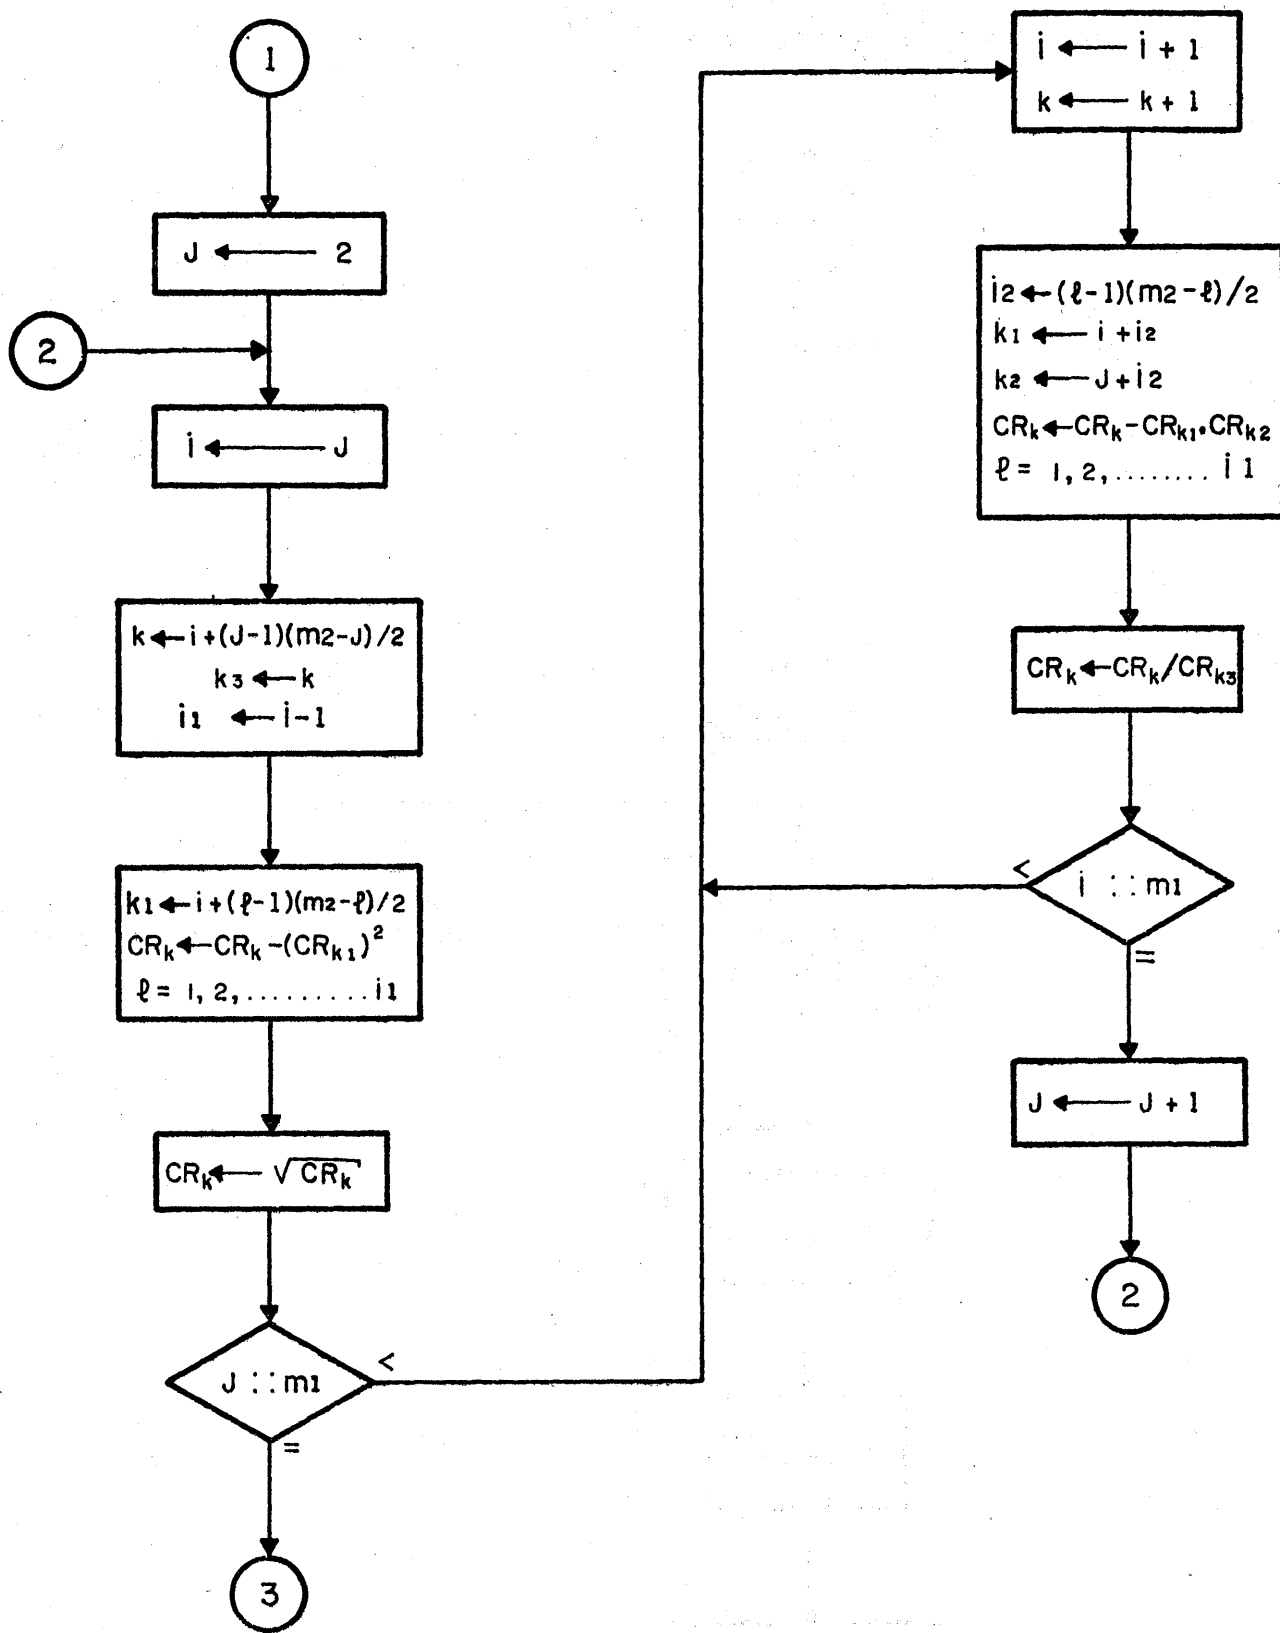 1
J ← 2
2
i ← J
k ← i + (J-1)(m2-J)/2
k3 ← k
i1 ← i-1
k1 ← i + (ℓ-1)(m2-ℓ)/2
CRk ← CRk - (CRk1)²
ℓ = 1, 2, ......... i1
CRk ← √CRk
J :: m1
<
=
3
i ← i + 1
k ← k + 1
i2 ← (ℓ-1)(m2-ℓ)/2
k1 ← i + i2
k2 ← J + i2
CRk ← CRk - CRk1 . CRk2
ℓ = 1, 2, ........ i1
CRk ← CRk / CRk3
<
i :: m1
=
J ← J + 1
2